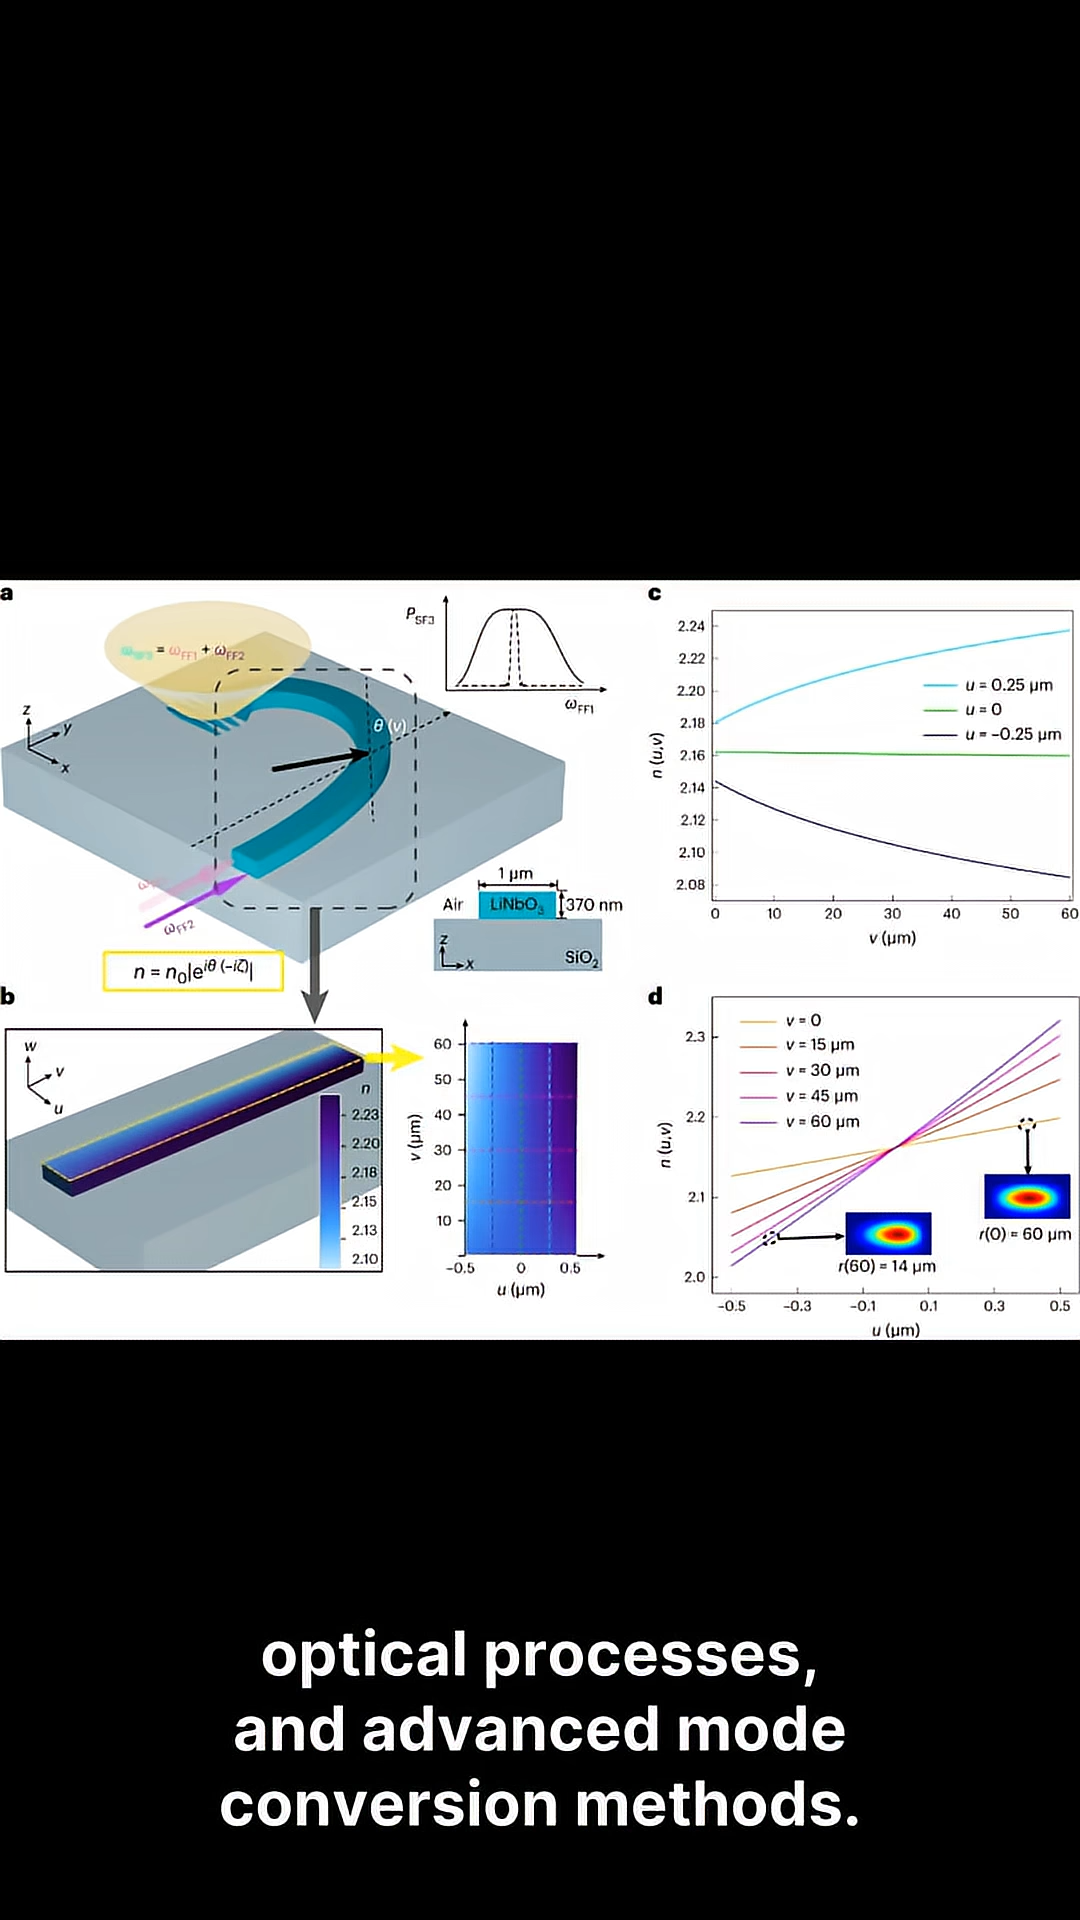 a
ω_SF3 = ω_FF1 + ω_FF2
P_SF3
ω_FF1
θ (v)
z
y
x
ω_FF2
1 μm
Air
LiNbO₃
370 nm
z
x
SiO₂
n = n₀|e^{iθ (–iζ)}|
b
w
v
u
n
2.23
2.20
2.18
2.15
2.13
2.10
v (μm)
60
50
40
30
20
10
–0.5
0
0.5
u (μm)
c
n (u,v)
2.24
2.22
2.20
2.18
2.16
2.14
2.12
2.10
2.08
u = 0.25 μm
u = 0
u = –0.25 μm
0
10
20
30
40
50
60
v (μm)
d
n (u,v)
2.3
2.2
2.1
2.0
v = 0
v = 15 μm
v = 30 μm
v = 45 μm
v = 60 μm
r(0) = 60 μm
r(60) = 14 μm
–0.5
–0.3
–0.1
0.1
0.3
0.5
u (μm)
optical processes,
and advanced mode
conversion methods.